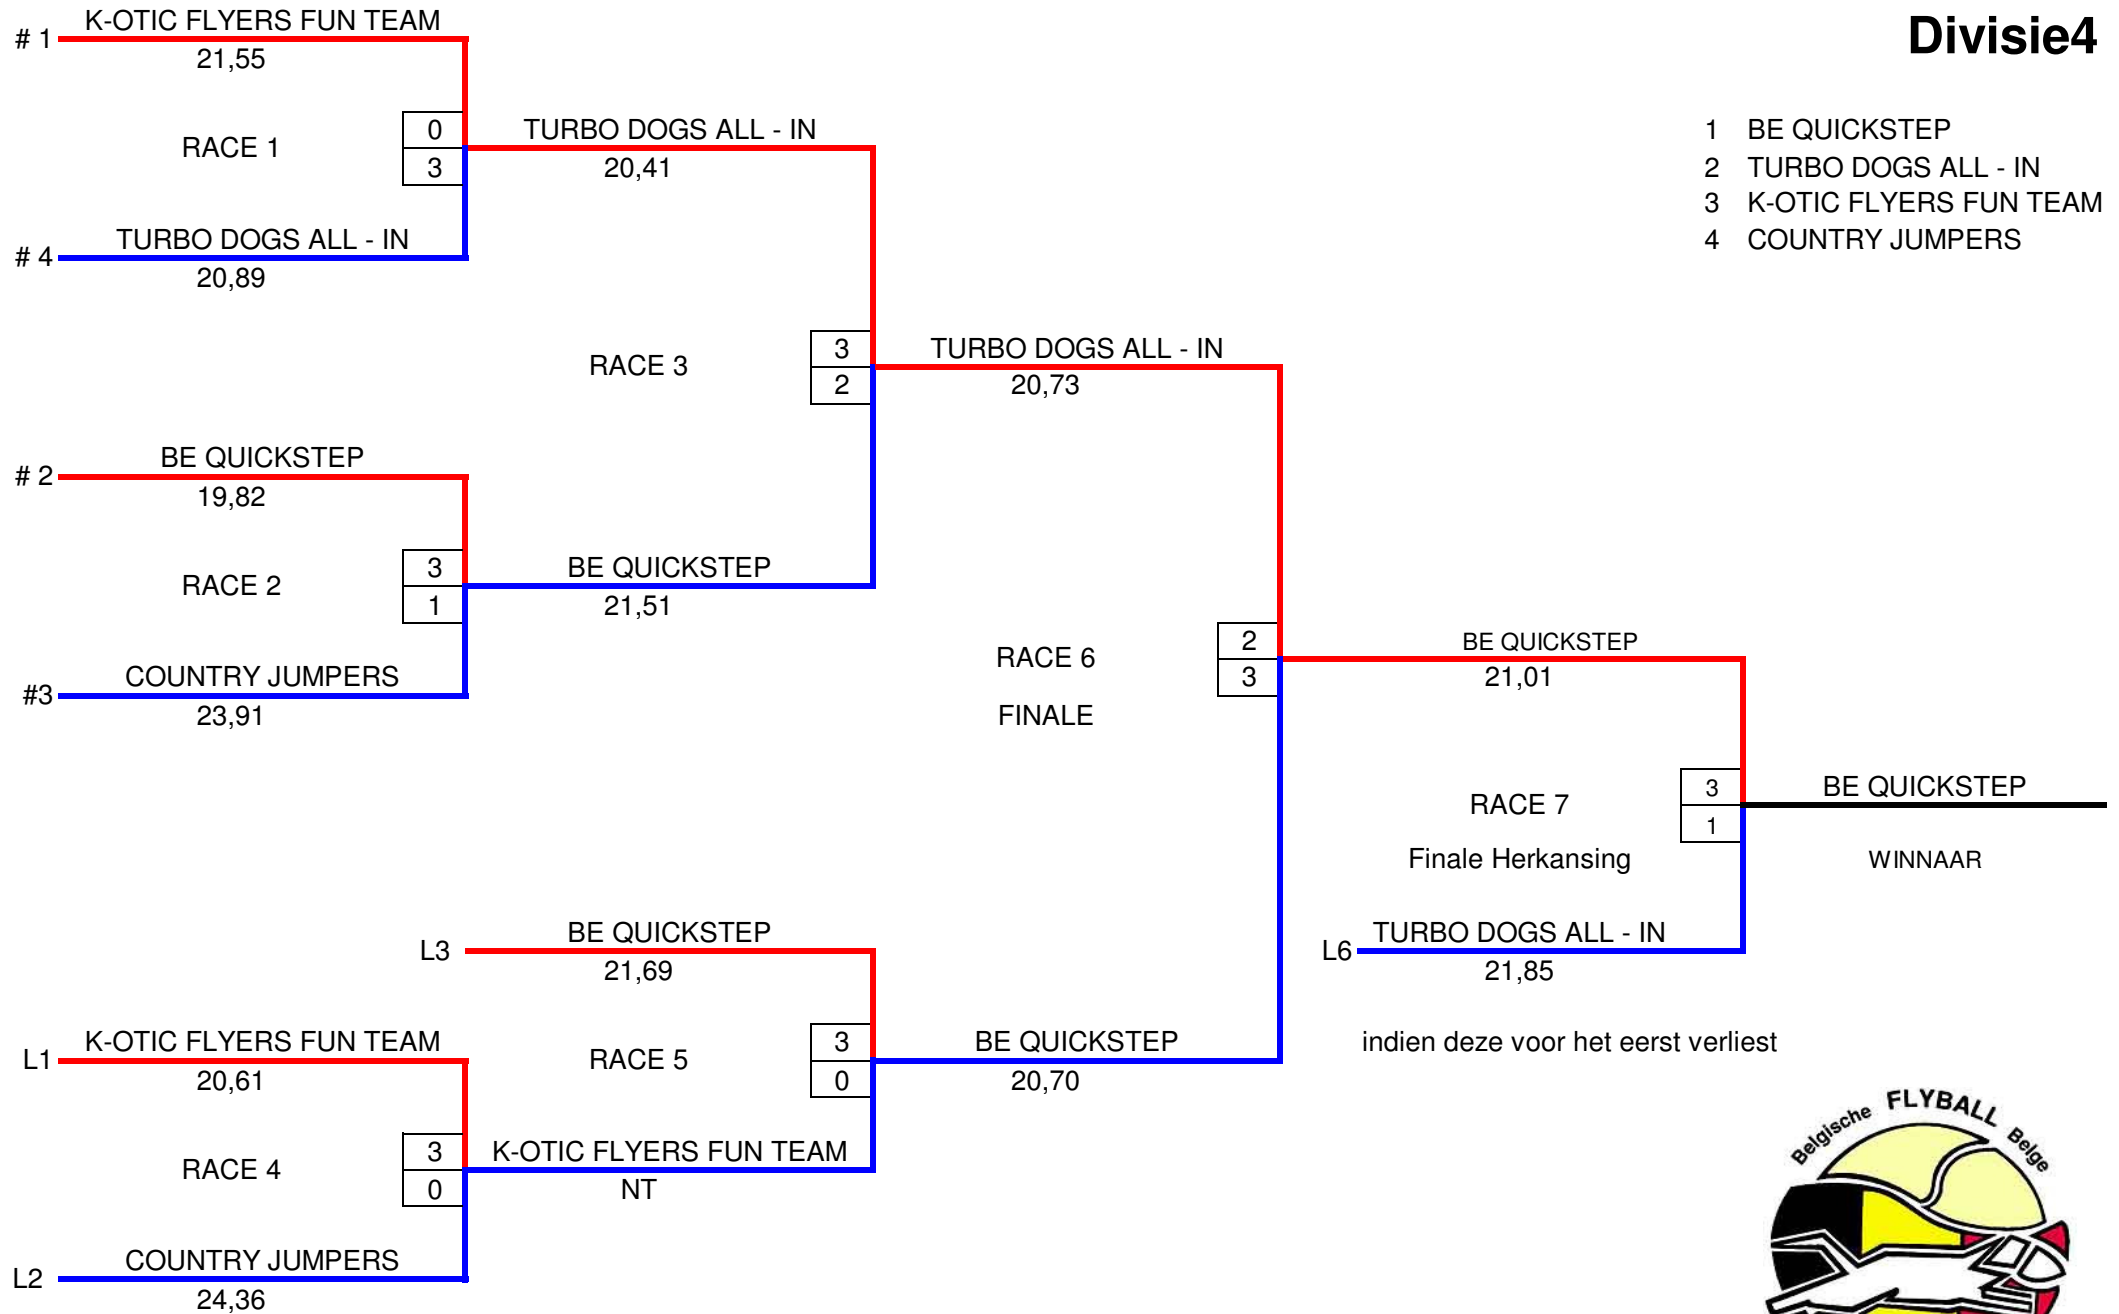 Divisie4
1 BE QUICKSTEP
2 TURBO DOGS ALL - IN
3 K-OTIC FLYERS FUN TEAM
4 COUNTRY JUMPERS
# 1 K-OTIC FLYERS FUN TEAM
21,55
RACE 1
0
3
# 4 TURBO DOGS ALL - IN
20,89
TURBO DOGS ALL - IN
20,41
RACE 3
3
2
# 2 BE QUICKSTEP
19,82
RACE 2
3
1
#3 COUNTRY JUMPERS
23,91
BE QUICKSTEP
21,51
TURBO DOGS ALL - IN
20,73
RACE 6
2
3
FINALE
BE QUICKSTEP
21,01
RACE 7
3
1
Finale Herkansing
BE QUICKSTEP
WINNAAR
L6 TURBO DOGS ALL - IN
21,85
indien deze voor het eerst verliest
L3 BE QUICKSTEP
21,69
RACE 5
3
0
BE QUICKSTEP
20,70
L1 K-OTIC FLYERS FUN TEAM
20,61
RACE 4
3
0
K-OTIC FLYERS FUN TEAM
NT
L2 COUNTRY JUMPERS
24,36
Belgische FLYBALL Belge